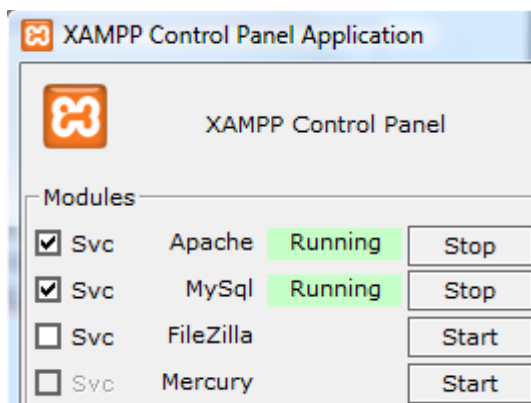 XAMPP Control Panel Application
XAMPP Control Panel
Modules
Svc Apache Running Stop
Svc MySql Running Stop
Svc FileZilla Start
Svc Mercury Start